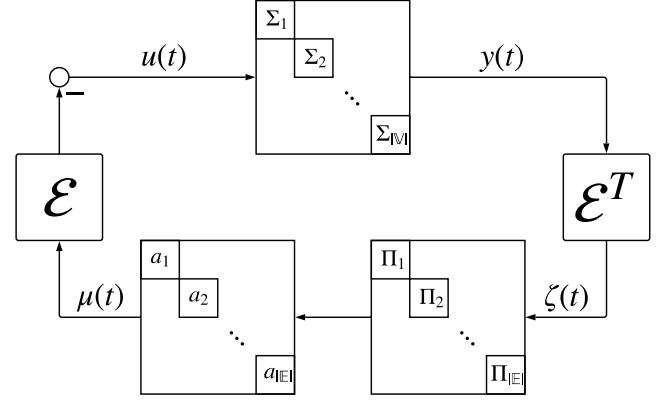 Σ₁
u(t)
Σ₂
y(t)
⋱
Σ|𝕍|
−
ℰ
ℰᵀ
a₁
Π₁
μ(t)
a₂
Π₂
ζ(t)
⋱
⋱
a|𝔼|
Π|𝔼|